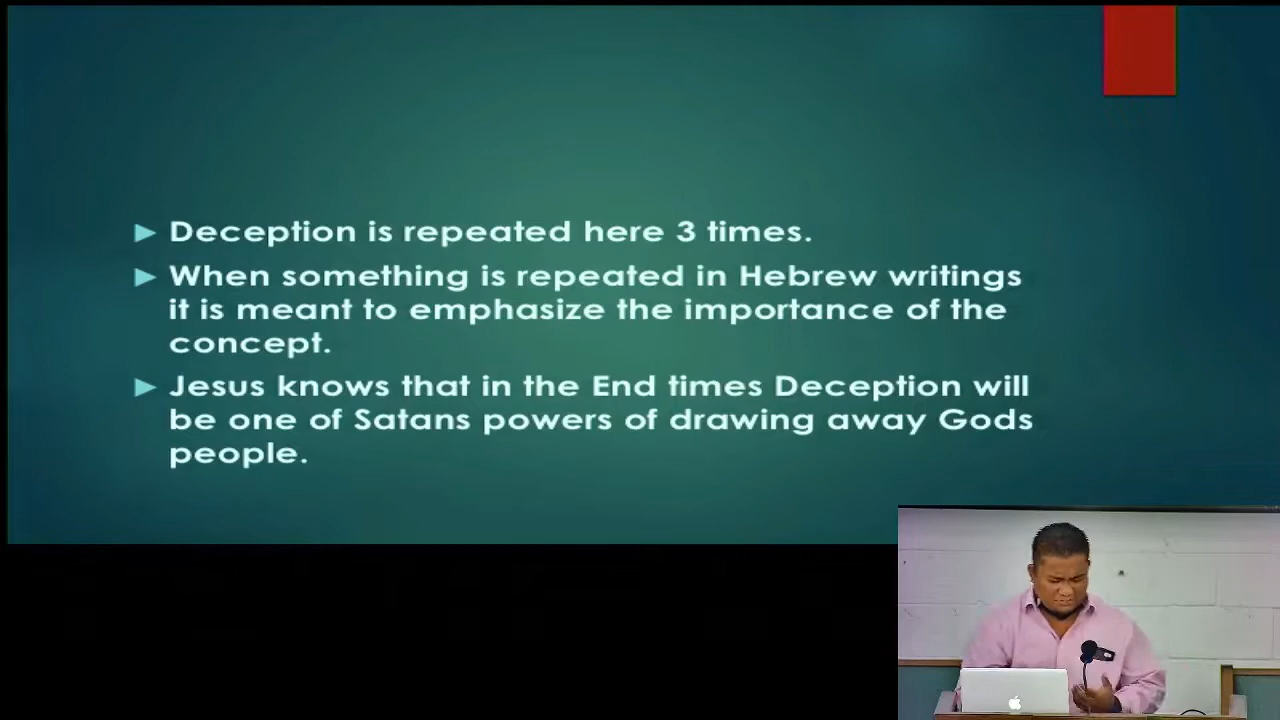 Deception is repeated here 3 times.
When something is repeated in Hebrew writings
it is meant to emphasize the importance of the
concept.
Jesus knows that in the End times Deception will
be one of Satans powers of drawing away Gods
people.